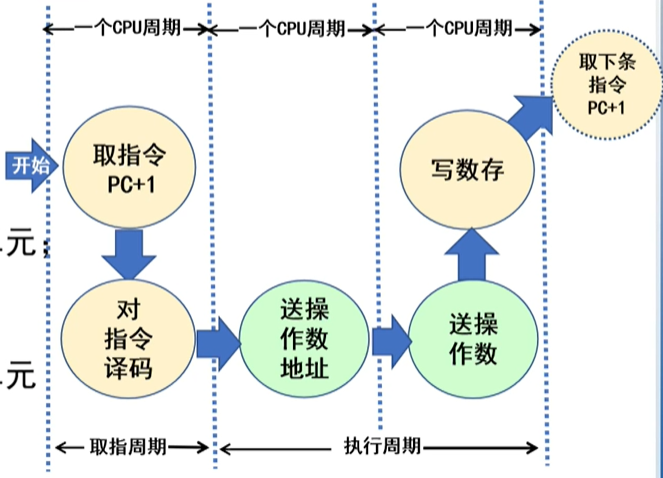 一个CPU周期
一个CPU周期
一个CPU周期
取下条
指令
PC+1
开始
取指令
PC+1
写数存
元；
对
指令
译码
送操
作数
地址
送操
作数
元
取指周期
执行周期